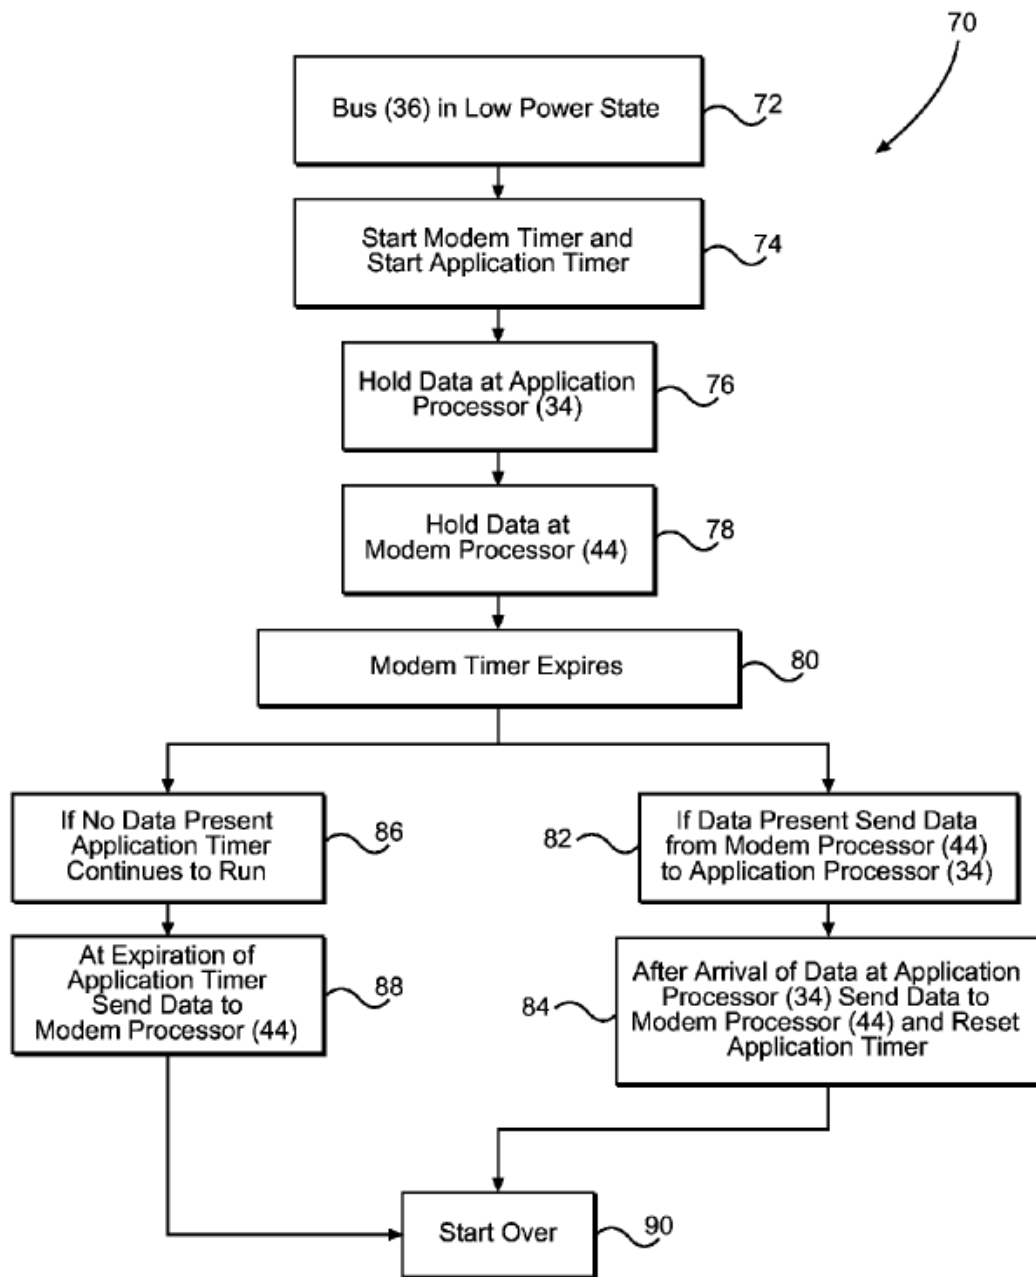 70
Bus (36) in Low Power State
72
Start Modem Timer and
Start Application Timer
74
Hold Data at Application
Processor (34)
76
Hold Data at
Modem Processor (44)
78
Modem Timer Expires
80
If No Data Present
Application Timer
Continues to Run
86
82
If Data Present Send Data
from Modem Processor (44)
to Application Processor (34)
At Expiration of
Application Timer
Send Data to
Modem Processor (44)
88
84
After Arrival of Data at Application
Processor (34) Send Data to
Modem Processor (44) and Reset
Application Timer
Start Over
90